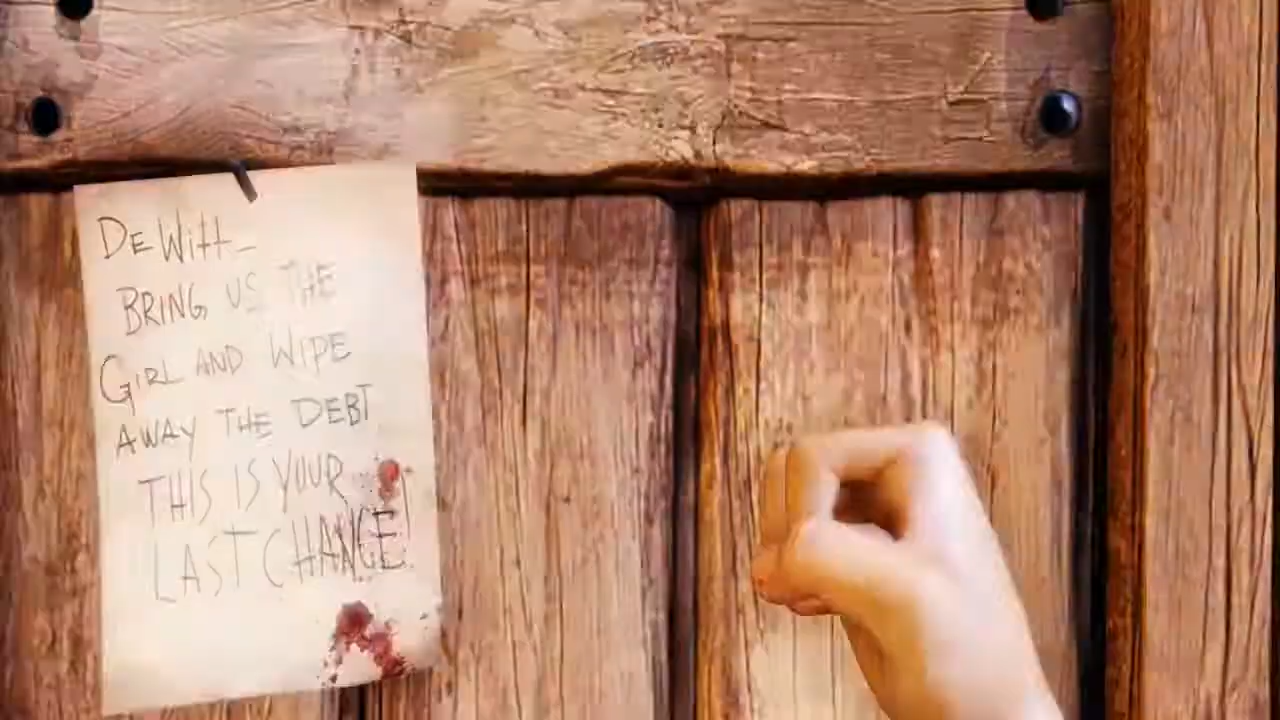 DEWitt_
BRING US THE
GIRL AND WIPE
AWAY THE DEBT
THIS IS YOUR
LAST CHANCE!